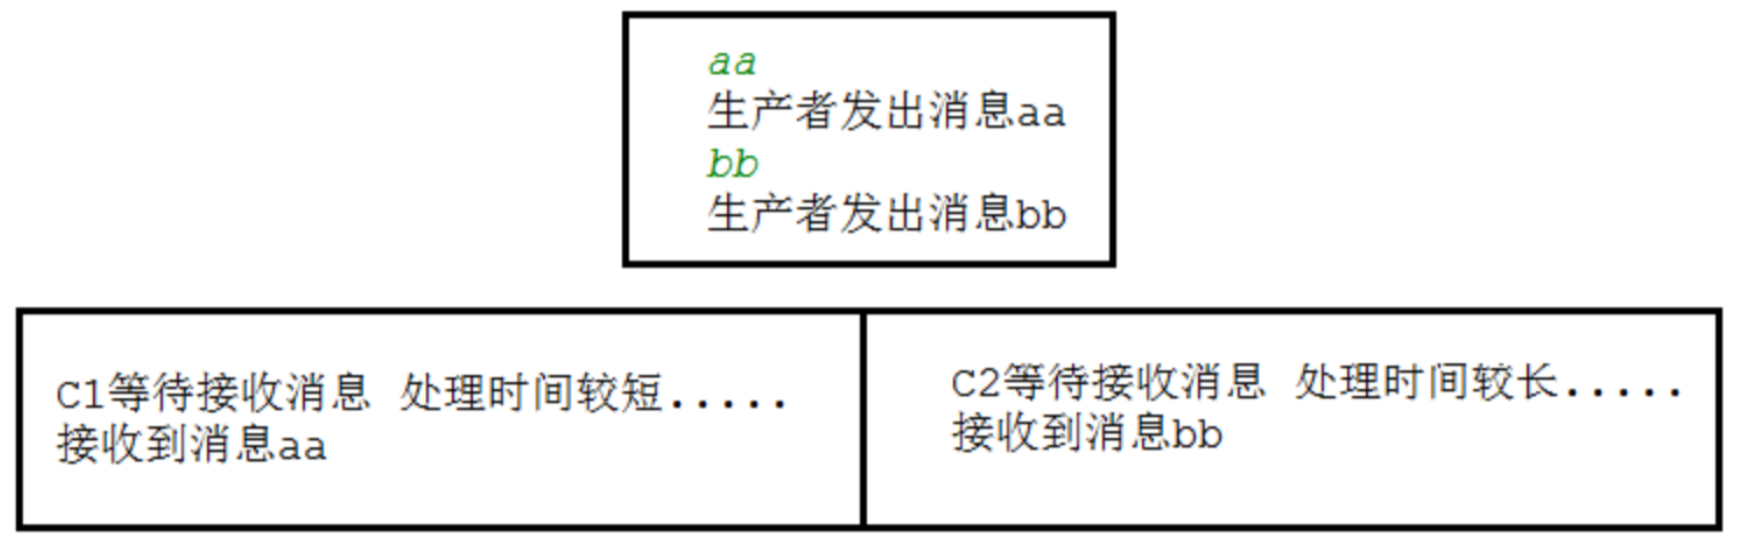 aa
生产者发出消息aa
bb
生产者发出消息bb
C1等待接收消息 处理时间较短.....
接收到消息aa
C2等待接收消息 处理时间较长.....
接收到消息bb